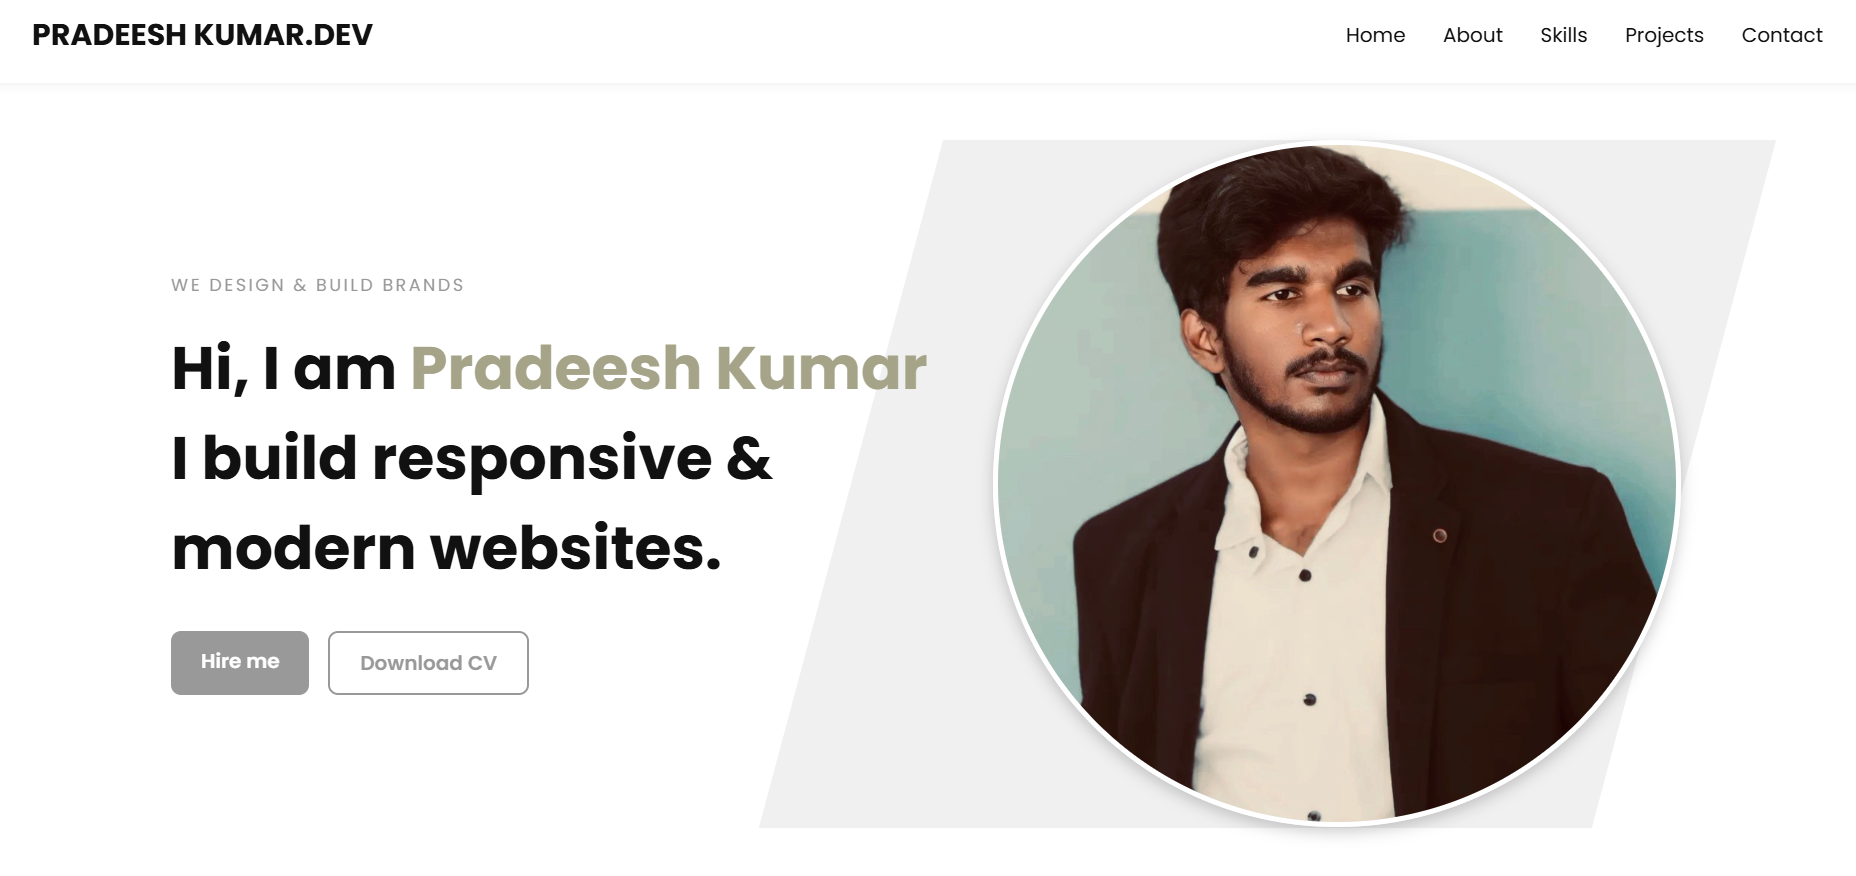 PRADEESH KUMAR.DEV
Home About Skills Projects Contact
WE DESIGN & BUILD BRANDS
Hi, I am Pradeesh Kumar
I build responsive &
modern websites.
Hire me Download CV